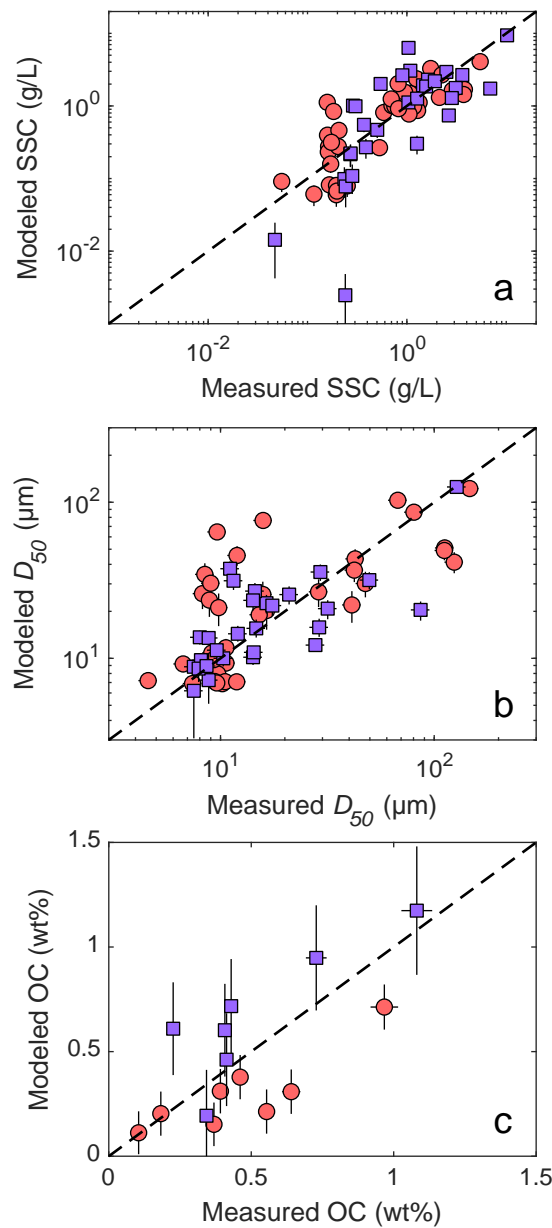 10^0
10^-2
Modeled SSC (g/L)
a
10^-2
10^0
Measured SSC (g/L)
10^2
10^1
Modeled D_50 (µm)
b
10^1
10^2
Measured D_50 (µm)
1.5
1
0.5
0
Modeled OC (wt%)
c
0
0.5
1
1.5
Measured OC (wt%)